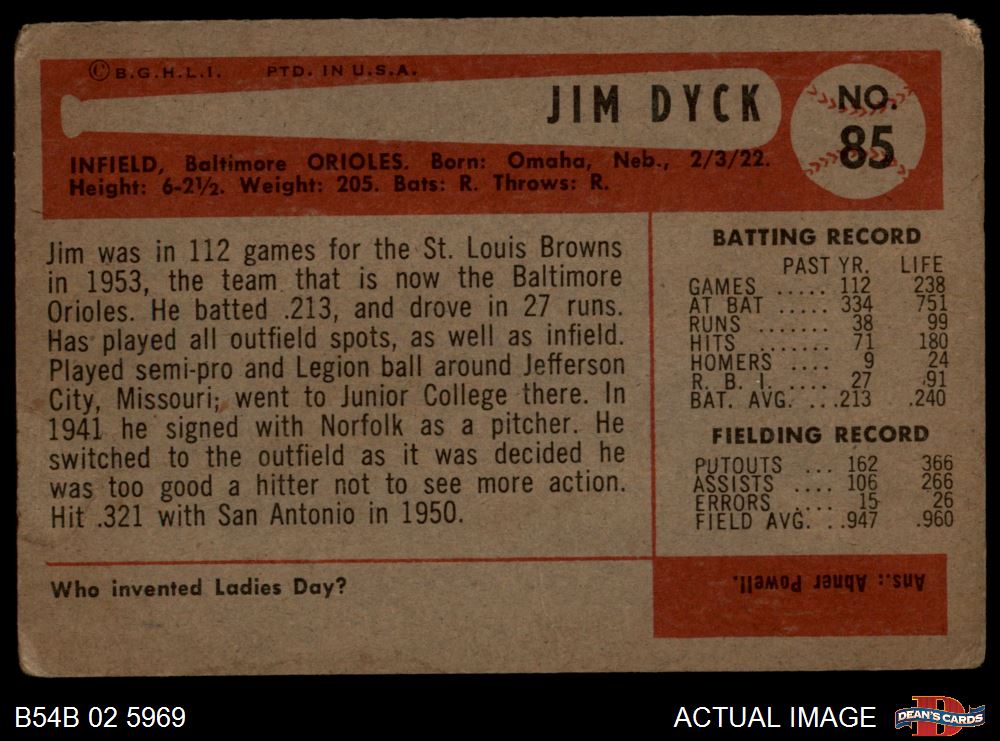 © B.G.H.L.I. PTD. IN U.S.A.
JIM DYCK
NO.
85
INFIELD, Baltimore ORIOLES. Born: Omaha, Neb., 2/3/22.
Height: 6-2½. Weight: 205. Bats: R. Throws: R.
Jim was in 112 games for the St. Louis Browns
in 1953, the team that is now the Baltimore
Orioles. He batted .213, and drove in 27 runs.
Has played all outfield spots, as well as infield.
Played semi-pro and Legion ball around Jefferson
City, Missouri; went to Junior College there. In
1941 he signed with Norfolk as a pitcher. He
switched to the outfield as it was decided he
was too good a hitter not to see more action.
Hit .321 with San Antonio in 1950.
BATTING RECORD
PAST YR. LIFE
GAMES ..... 112 238
AT BAT ..... 334 751
RUNS ....... 38 99
HITS ....... 71 180
HOMERS .... 9 24
R. B. I. .... 27 91
BAT. AVG. ...213 .240
FIELDING RECORD
PUTOUTS ... 162 366
ASSISTS .... 106 266
ERRORS .... 15 26
FIELD AVG. ..947 .960
Who invented Ladies Day?
Ans.: Abner Powell.
B54B 02 5969
ACTUAL IMAGE
D
DEAN'S CARDS